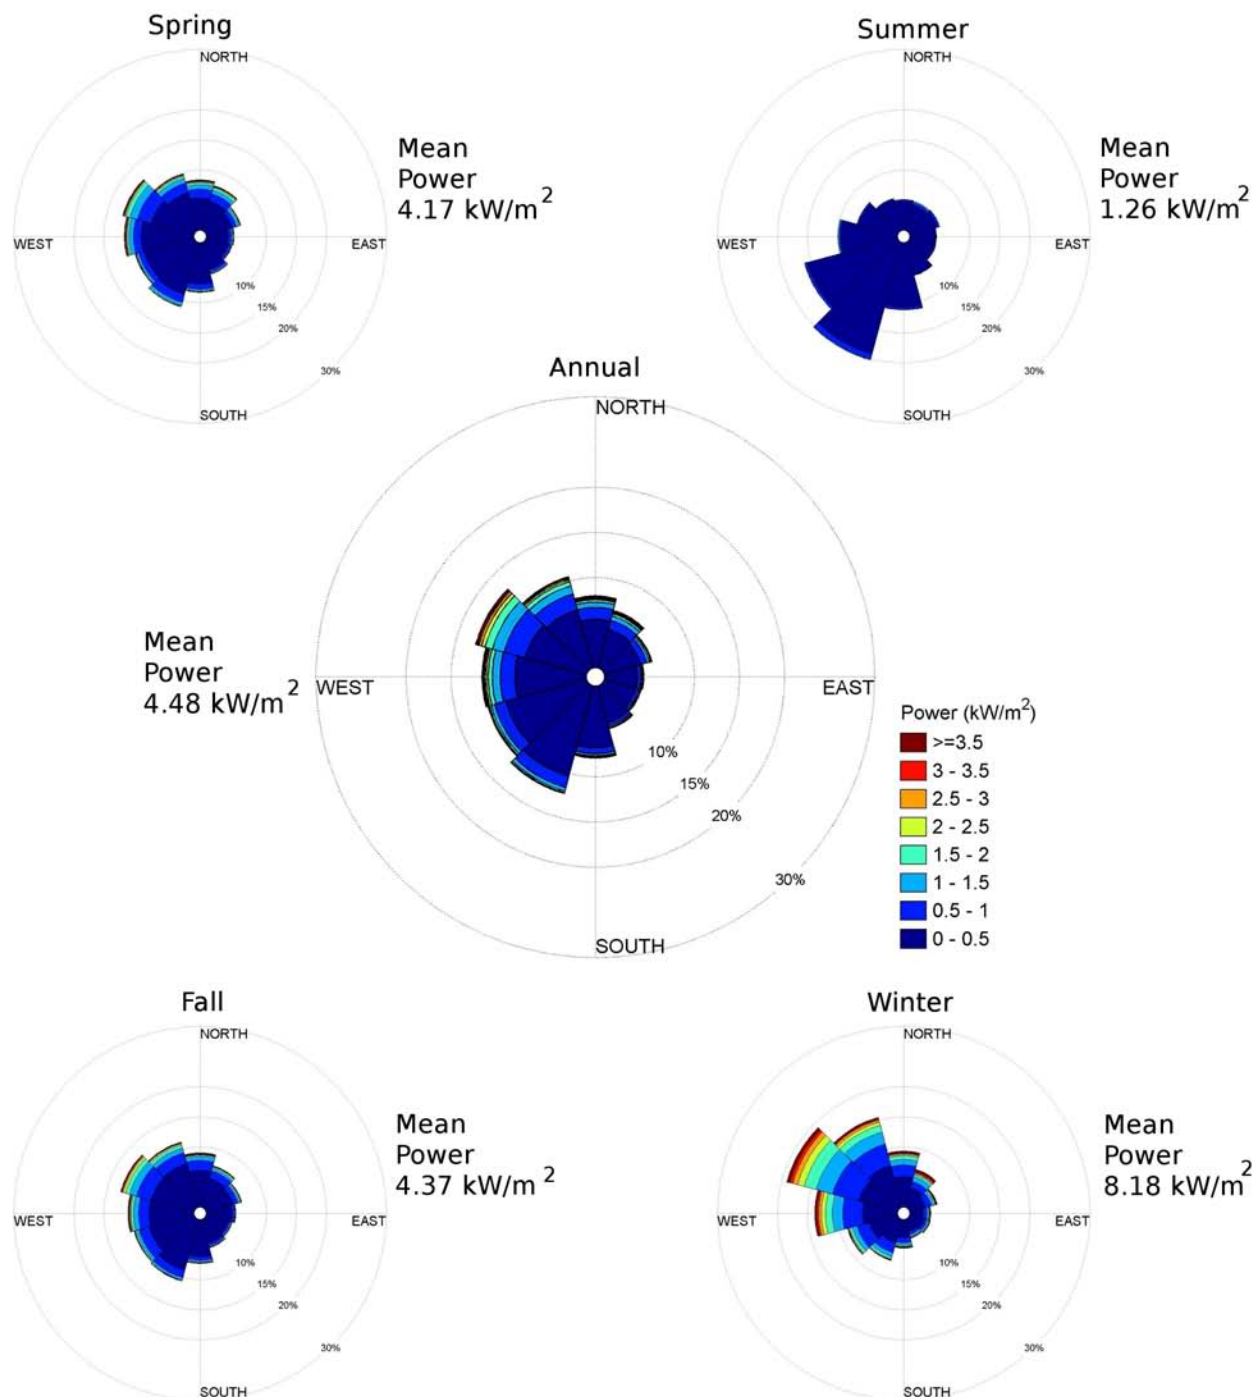 Spring
NORTH
WEST
EAST
SOUTH
10%
15%
20%
30%
Mean
Power
4.17 kW/m²
Summer
NORTH
WEST
EAST
SOUTH
10%
15%
20%
30%
Mean
Power
1.26 kW/m²
Annual
NORTH
WEST
EAST
SOUTH
10%
15%
20%
30%
Mean
Power
4.48 kW/m²
Power (kW/m²)
>=3.5
3 - 3.5
2.5 - 3
2 - 2.5
1.5 - 2
1 - 1.5
0.5 - 1
0 - 0.5
Fall
NORTH
WEST
EAST
SOUTH
10%
15%
20%
30%
Mean
Power
4.37 kW/m²
Winter
NORTH
WEST
EAST
SOUTH
10%
15%
20%
30%
Mean
Power
8.18 kW/m²